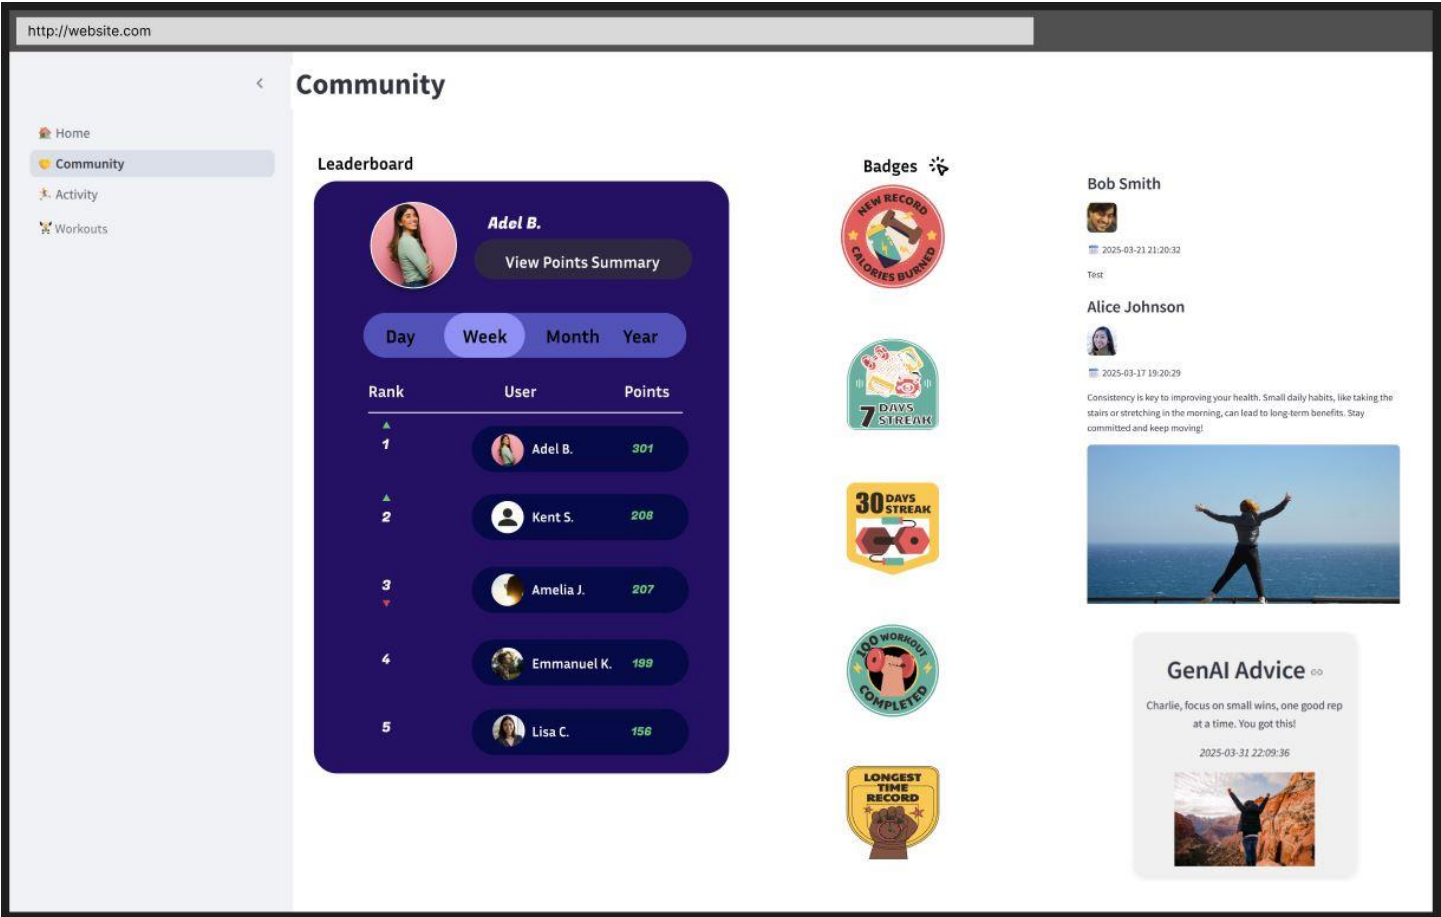 http://website.com
Community
Home
Community
Activity
Workouts
Leaderboard
Adel B.
View Points Summary
Day Week Month Year
Rank User Points
1 Adel B. 301
2 Kent S. 208
3 Amelia J. 207
4 Emmanuel K. 199
5 Lisa C. 156
Badges
NEW RECORD
CALORIES BURNED
7 DAYS
STREAK
30 DAYS
STREAK
100 WORKOUT
COMPLETED
LONGEST
TIME
RECORD
Bob Smith
2025-03-21 21:20:32
Test
Alice Johnson
2025-03-17 19:20:29
Consistency is key to improving your health. Small daily habits, like taking the
stairs or stretching in the morning, can lead to long-term benefits. Stay
committed and keep moving!
GenAI Advice
Charlie, focus on small wins, one good rep
at a time. You got this!
2025-03-31 22:09:36